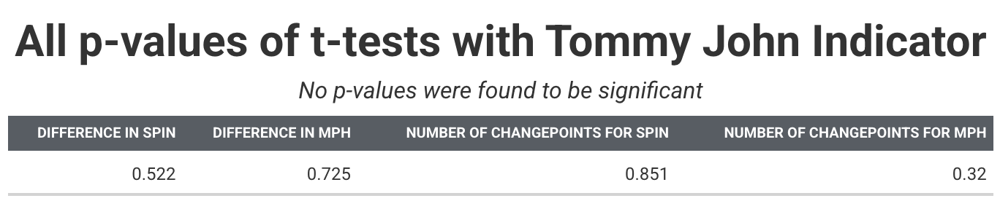 All p-values of t-tests with Tommy John Indicator
No p-values were found to be significant
DIFFERENCE IN SPIN DIFFERENCE IN MPH NUMBER OF CHANGEPOINTS FOR SPIN NUMBER OF CHANGEPOINTS FOR MPH
0.522 0.725 0.851 0.32